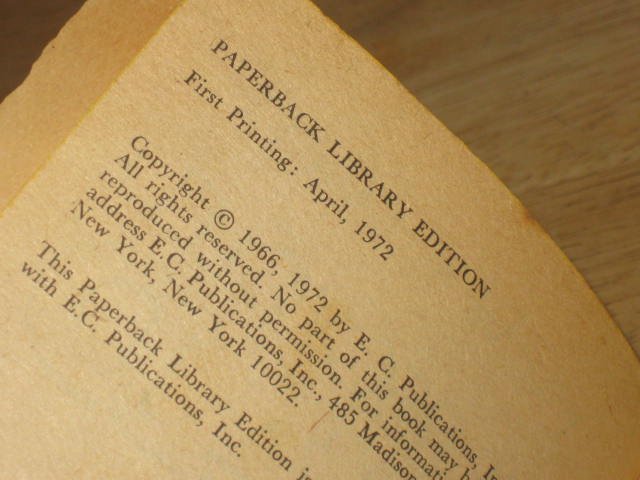 PAPERBACK LIBRARY EDITION
First Printing: April, 1972
Copyright © 1966, 1972 by E. C. Publications,
All rights reserved. No part of this book may
reproduced without permission. For
address E.C. Publications, Inc., 485
New York, New York 10022.
This Paperback Library Edition
with E.C. Publications, Inc.